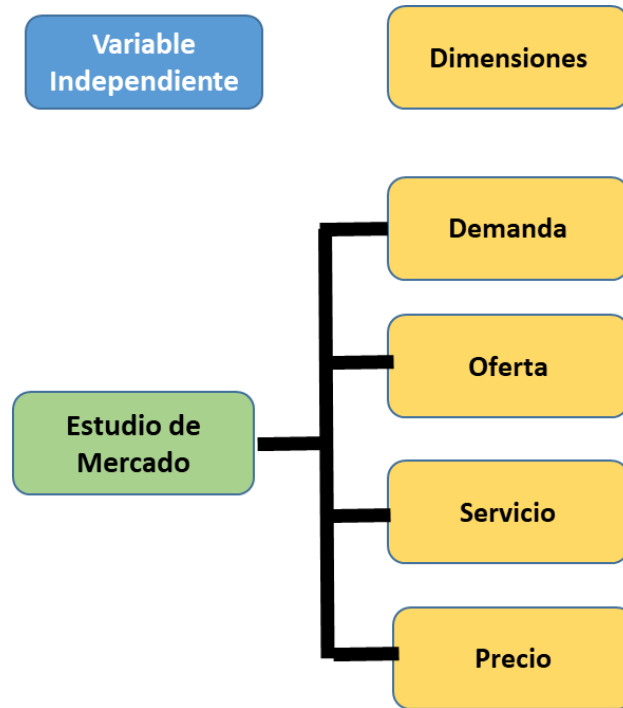 Variable
Independiente
Dimensiones
Demanda
Oferta
Estudio de
Mercado
Servicio
Precio